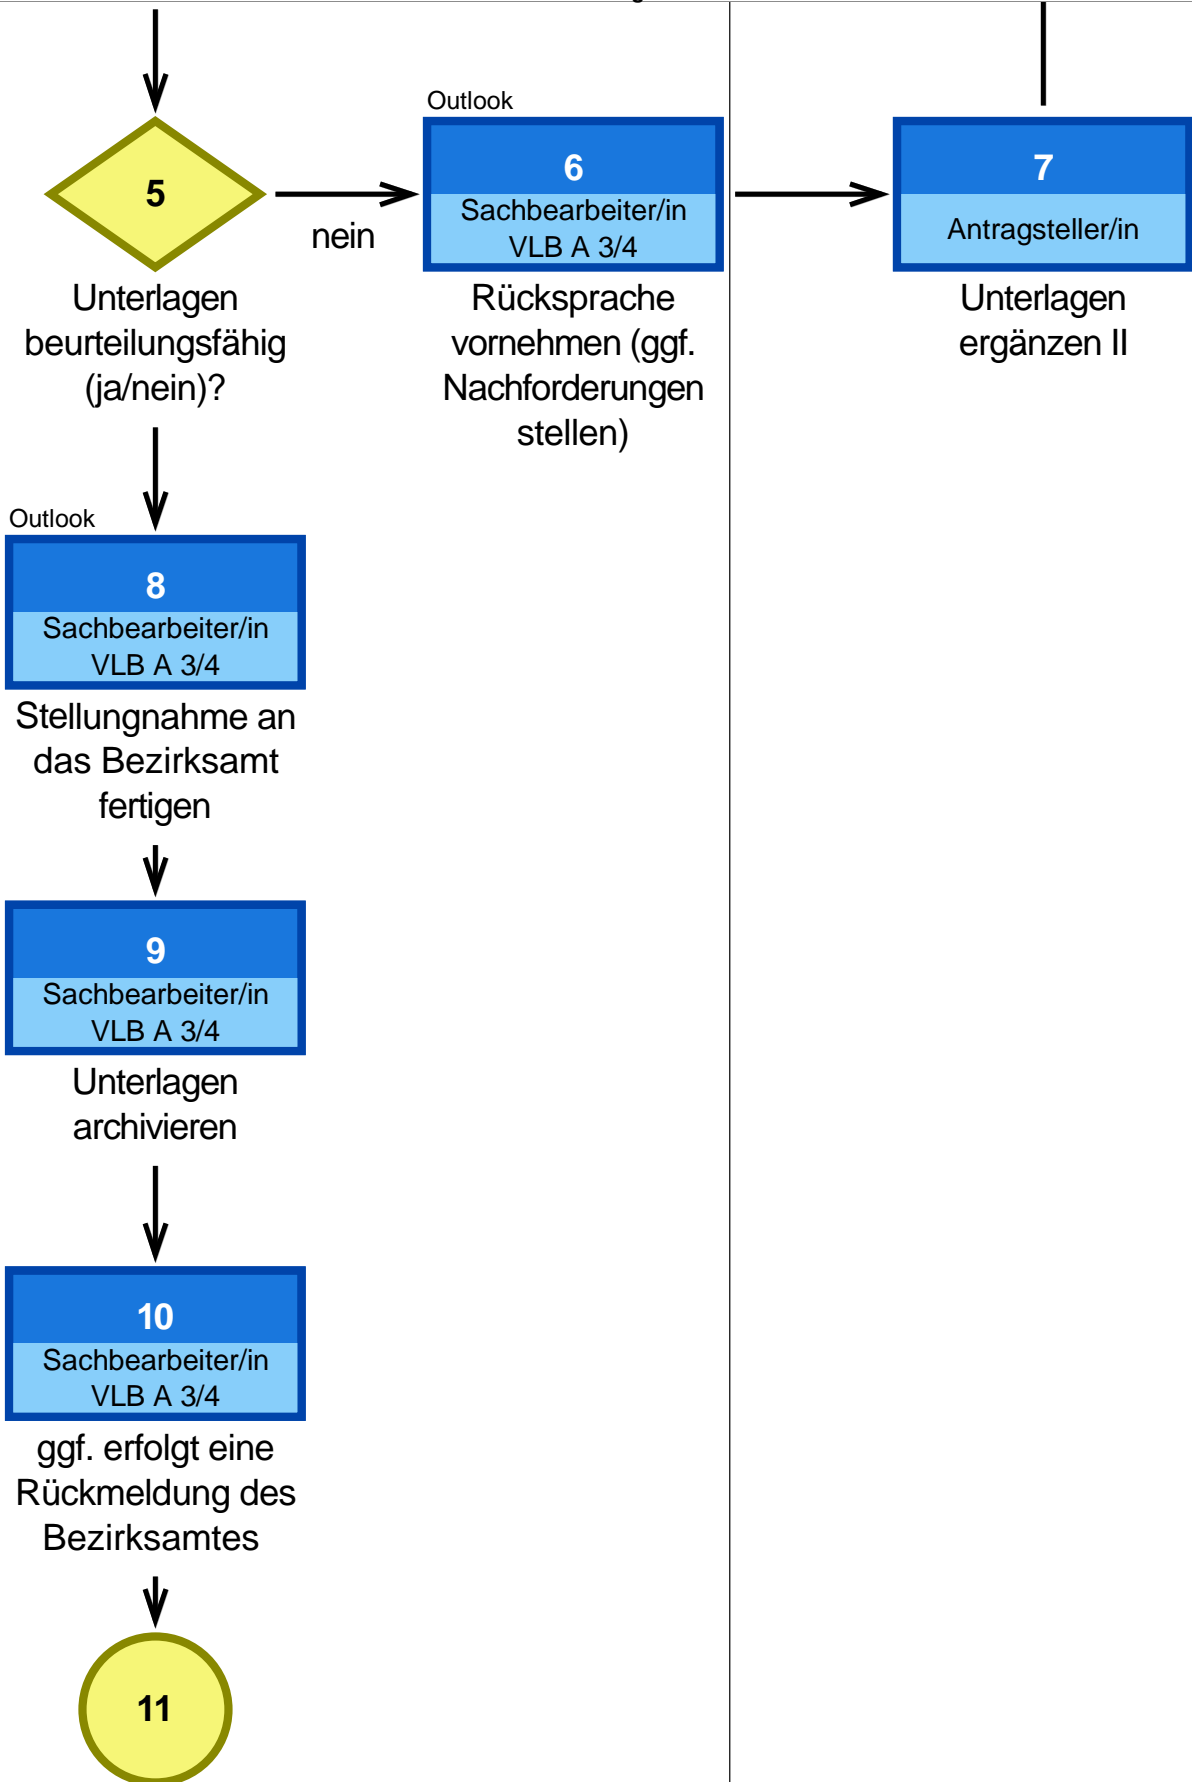 5
nein
Unterlagen
beurteilungsfähig
(ja/nein)?
Outlook
6
Sachbearbeiter/in
VLB A 3/4
Rücksprache
vornehmen (ggf.
Nachforderungen
stellen)
7
Antragsteller/in
Unterlagen
ergänzen II
Outlook
8
Sachbearbeiter/in
VLB A 3/4
Stellungnahme an
das Bezirksamt
fertigen
9
Sachbearbeiter/in
VLB A 3/4
Unterlagen
archivieren
10
Sachbearbeiter/in
VLB A 3/4
ggf. erfolgt eine
Rückmeldung des
Bezirksamtes
11